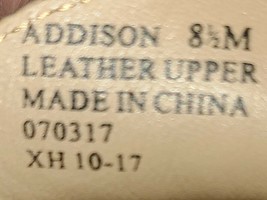 ADDISON 8½M
LEATHER UPPER
MADE IN CHINA
070317
XH 10-17